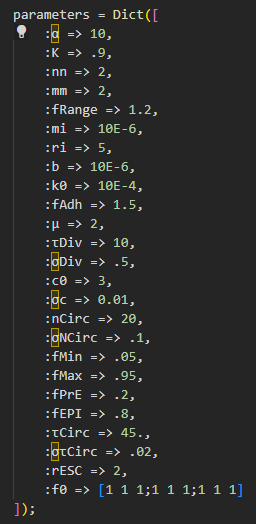 parameters = Dict([
:α => 10,
:K => .9,
:nn => 2,
:mm => 2,
:fRange => 1.2,
:mi => 10E-6,
:ri => 5,
:b => 10E-6,
:k0 => 10E-4,
:fAdh => 1.5,
:μ => 2,
:τDiv => 10,
:σDiv => .5,
:c0 => 3,
:σc => 0.01,
:nCirc => 20,
:σNCirc => .1,
:fMin => .05,
:fMax => .95,
:fPrE => .2,
:fEPI => .8,
:τCirc => 45.,
:στCirc => .02,
:rESC => 2,
:f0 => [1 1 1;1 1 1;1 1 1]
]);